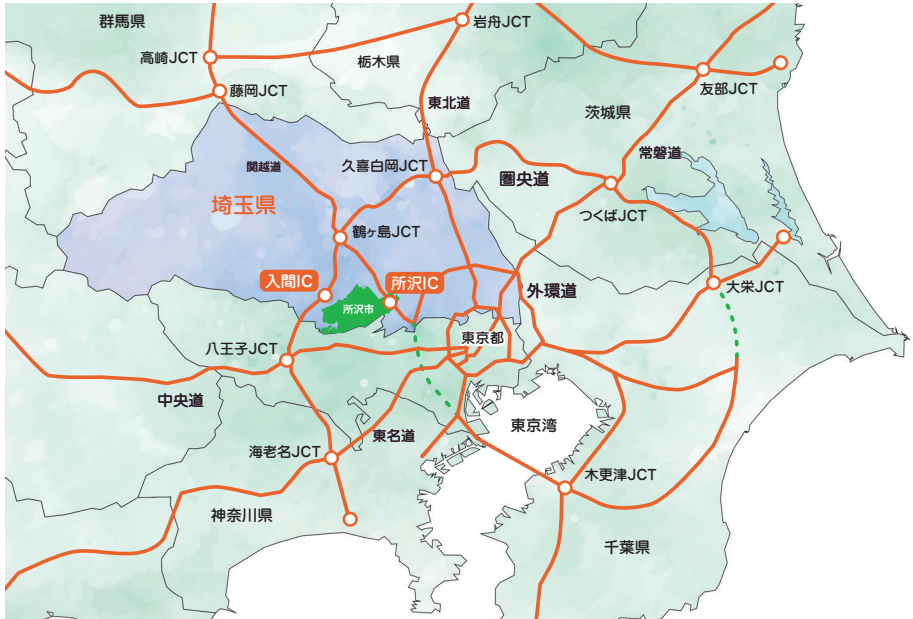 群馬県
岩舟JCT
高崎JCT
栃木県
友部JCT
藤岡JCT
東北道
茨城県
関越道
久喜白岡JCT
常磐道
圏央道
埼玉県
つくばJCT
鶴ヶ島JCT
入間IC
所沢IC
外環道
大栄JCT
所沢市
東京都
八王子JCT
中央道
東名道
東京湾
海老名JCT
木更津JCT
神奈川県
千葉県